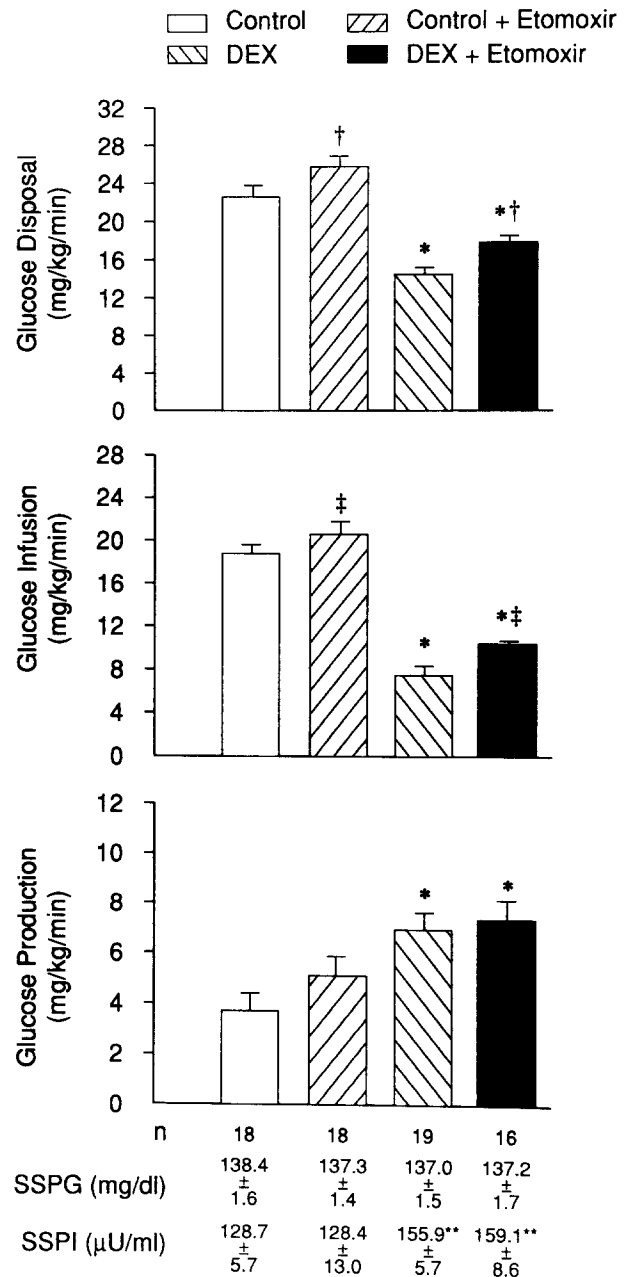 Control
Control + Etomoxir
DEX
DEX + Etomoxir
Glucose Disposal
(mg/kg/min)
32
28
24
20
16
12
8
4
0
†
*
*†
Glucose Infusion
(mg/kg/min)
28
24
20
16
12
8
4
0
‡
*
*‡
Glucose Production
(mg/kg/min)
12
10
8
6
4
2
0
*
*
n 18 18 19 16
SSPG (mg/dl) 138.4 ± 1.6 137.3 ± 1.4 137.0 ± 1.5 137.2 ± 1.7
SSPI (µU/ml) 128.7 ± 5.7 128.4 ± 13.0 155.9** ± 5.7 159.1** ± 8.6